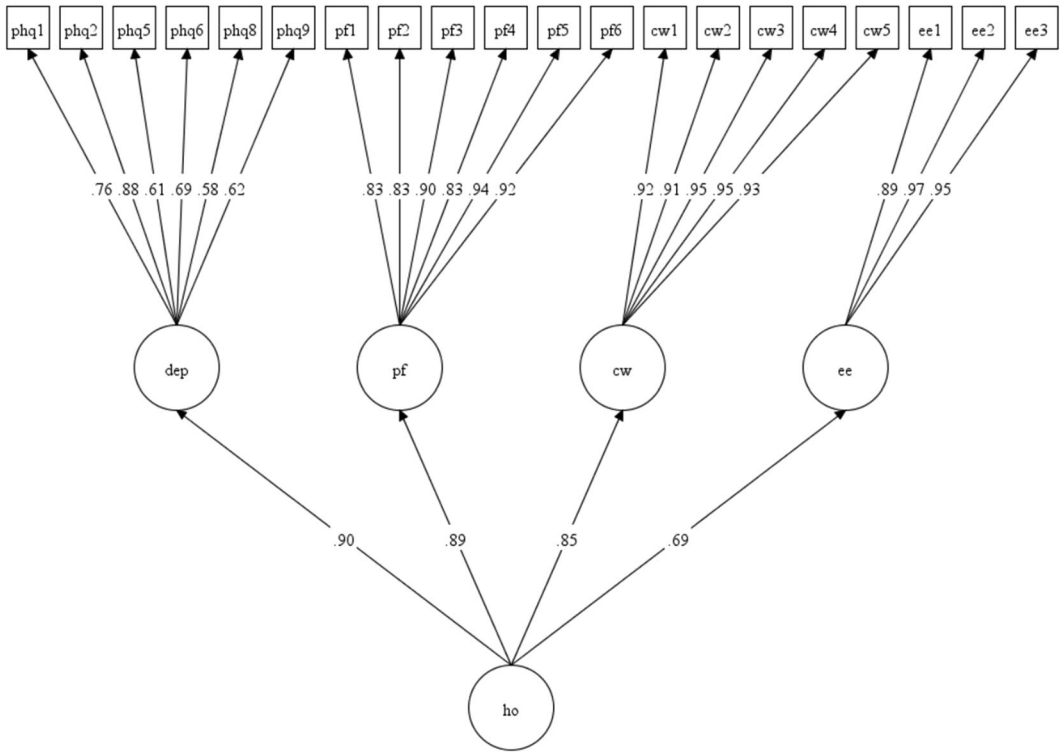 phq1 phq2 phq5 phq6 phq8 phq9 pf1 pf2 pf3 pf4 pf5 pf6 cw1 cw2 cw3 cw4 cw5 ee1 ee2 ee3
.76 .88 .61 .69 .58 .62 .83 .83 .90 .83 .94 .92 .92 .91 .95 .95 .93 .89 .97 .95
dep pf cw ee
.90 .89 .85 .69
ho